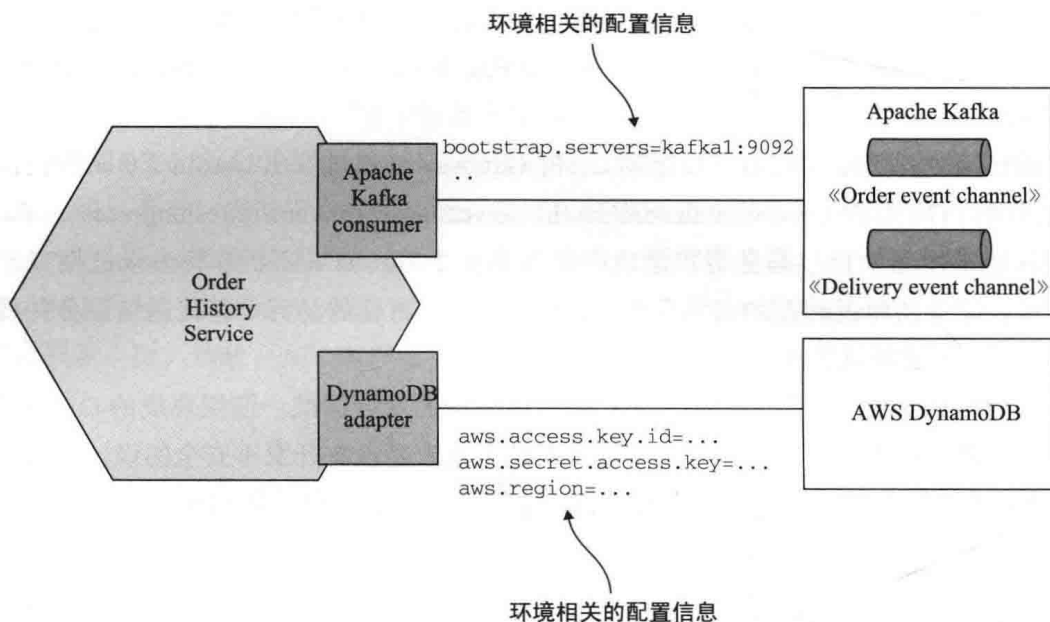 环境相关的配置信息
Apache Kafka
bootstrap.servers=kafka1:9092
..
Apache
Kafka
consumer
《Order event channel》
《Delivery event channel》
Order
History
Service
DynamoDB
adapter
AWS DynamoDB
aws.access.key.id=...
aws.secret.access.key=...
aws.region=...
环境相关的配置信息